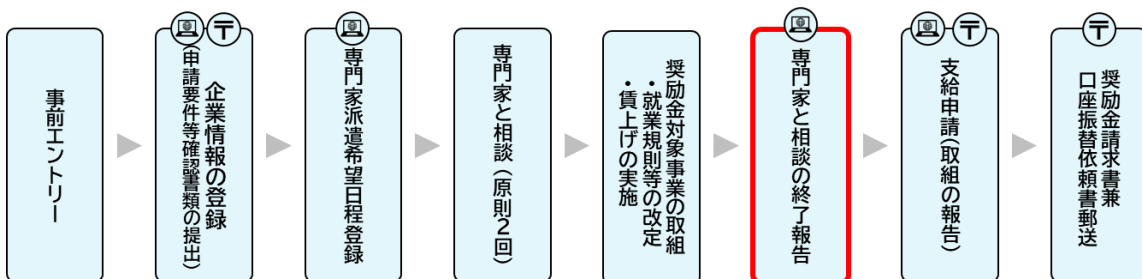 事前エントリー
〒
企業情報の登録
(申請要件等確認書類の提出)
専門家派遣希望日程登録
専門家と相談(原則2回)
奨励金対象事業の取組
・就業規則等の改定
・賃上げの実施
専門家と相談の終了報告
〒
支給申請(取組の報告)
〒
奨励金請求書兼
口座振替依頼書郵送